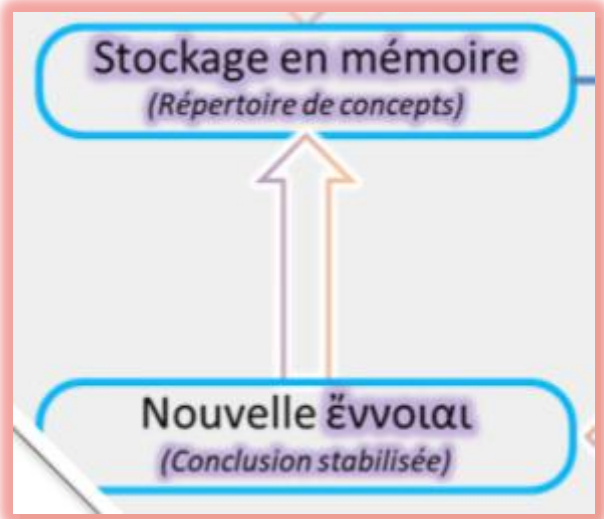 Stockage en mémoire
(Répertoire de concepts)
Nouvelle ἔννοιαι
(Conclusion stabilisée)